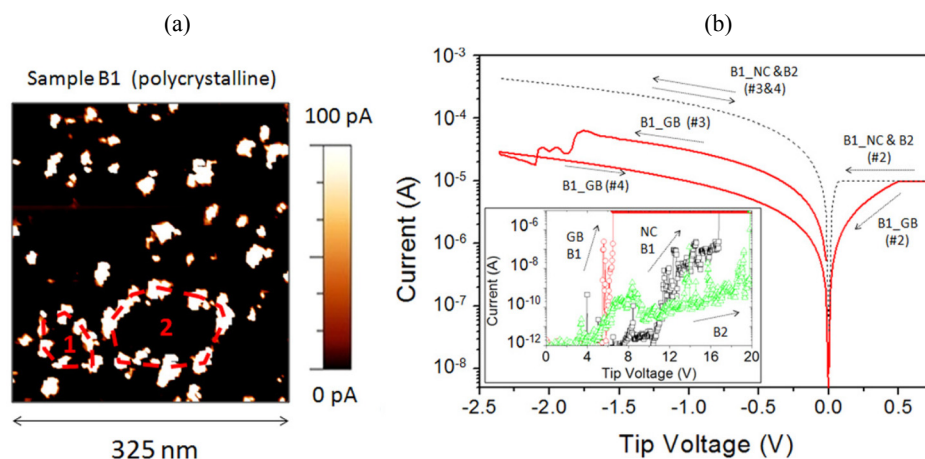 (a)
Sample B1 (polycrystalline)
100 pA
0 pA
1
2
325 nm
(b)
10⁻³
10⁻⁴
10⁻⁵
10⁻⁶
10⁻⁷
10⁻⁸
Current (A)
B1_NC &B2
(#3&4)
B1_GB (#3)
B1_NC & B2
(#2)
B1_GB (#4)
B1_GB
(#2)
10⁻⁶
10⁻⁸
10⁻¹⁰
10⁻¹²
Current (A)
GB
B1
NC
B1
B2
0 4 8 12 16 20
Tip Voltage (V)
-2.5 -2.0 -1.5 -1.0 -0.5 0.0 0.5
Tip Voltage (V)